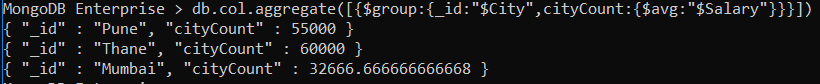 MongoDB Enterprise > db.col.aggregate([{$group:{_id:"$City",cityCount:{$avg:"$Salary"}}}])
{ "_id" : "Pune", "cityCount" : 55000 }
{ "_id" : "Thane", "cityCount" : 60000 }
{ "_id" : "Mumbai", "cityCount" : 32666.666666666668 }